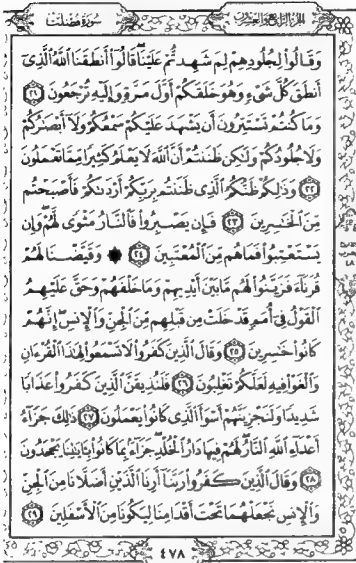 الجزء الرابع والعشرون
سورة فصلت
وَقَالُوا۟ لِجُلُودِهِمْ لِمَ شَهِدتُّمْ عَلَيْنَا ۖ قَالُوٓا۟ أَنطَقَنَا ٱللَّهُ ٱلَّذِىٓ
أَنطَقَ كُلَّ شَىْءٍ وَهُوَ خَلَقَكُمْ أَوَّلَ مَرَّةٍ وَإِلَيْهِ تُرْجَعُونَ ٢١
وَمَا كُنتُمْ تَسْتَتِرُونَ أَن يَشْهَدَ عَلَيْكُمْ سَمْعُكُمْ وَلَآ أَبْصَٰرُكُمْ
وَلَا جُلُودُكُمْ وَلَٰكِن ظَنَنتُمْ أَنَّ ٱللَّهَ لَا يَعْلَمُ كَثِيرًا مِّمَّا تَعْمَلُونَ
٢٢ وَذَٰلِكُمْ ظَنُّكُمُ ٱلَّذِى ظَنَنتُم بِرَبِّكُمْ أَرْدَىٰكُمْ فَأَصْبَحْتُم
مِّنَ ٱلْخَٰسِرِينَ ٢٣ فَإِن يَصْبِرُوا۟ فَٱلنَّارُ مَثْوًى لَّهُمْ ۖ وَإِن
يَسْتَعْتِبُوا۟ فَمَا هُم مِّنَ ٱلْمُعْتَبِينَ ٢٤ وَقَيَّضْنَا لَهُمْ
قُرَنَآءَ فَزَيَّنُوا۟ لَهُم مَّا بَيْنَ أَيْدِيهِمْ وَمَا خَلْفَهُمْ وَحَقَّ عَلَيْهِمُ
ٱلْقَوْلُ فِىٓ أُمَمٍ قَدْ خَلَتْ مِن قَبْلِهِم مِّنَ ٱلْجِنِّ وَٱلْإِنسِ ۖ إِنَّهُمْ
كَانُوا۟ خَٰسِرِينَ ٢٥ وَقَالَ ٱلَّذِينَ كَفَرُوا۟ لَا تَسْمَعُوا۟ لِهَٰذَا ٱلْقُرْءَانِ
وَٱلْغَوْا۟ فِيهِ لَعَلَّكُمْ تَغْلِبُونَ ٢٦ فَلَنُذِيقَنَّ ٱلَّذِينَ كَفَرُوا۟ عَذَابًا
شَدِيدًا وَلَنَجْزِيَنَّهُمْ أَسْوَأَ ٱلَّذِى كَانُوا۟ يَعْمَلُونَ ٢٧ ذَٰلِكَ جَزَآءُ
أَعْدَآءِ ٱللَّهِ ٱلنَّارُ ۖ لَهُمْ فِيهَا دَارُ ٱلْخُلْدِ ۖ جَزَآءًۢ بِمَا كَانُوا۟ بِـَٔايَٰتِنَا يَجْحَدُونَ
٢٨ وَقَالَ ٱلَّذِينَ كَفَرُوا۟ رَبَّنَآ أَرِنَا ٱلَّذَيْنِ أَضَلَّانَا مِنَ ٱلْجِنِّ
وَٱلْإِنسِ نَجْعَلْهُمَا تَحْتَ أَقْدَامِنَا لِيَكُونَا مِنَ ٱلْأَسْفَلِينَ ٢٩
٤٧٨